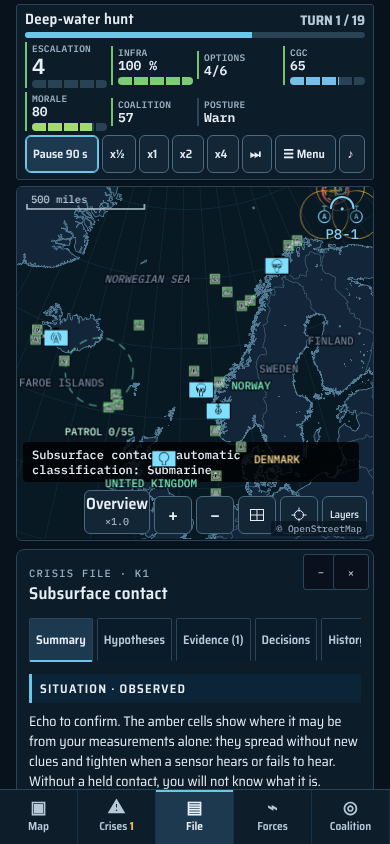 Deep-water hunt
TURN 1 / 19
ESCALATION
4
INFRA
100 %
OPTIONS
4/6
CGC
65
MORALE
80
COALITION
57
POSTURE
Warn
Pause 90 s
x½
x1
x2
x4
☰ Menu
500 miles
P8-1
NORWEGIAN SEA
FINLAND
SWEDEN
FAROE ISLANDS
NORWAY
PATROL 0/55
Subsurface contact automatic
classification: Submarine
DENMARK
UNITED KINGDOM
Overview
×1.0
+
−
Layers
© OpenStreetMap
CRISIS FILE · K1
Subsurface contact
–
×
Summary
Hypotheses
Evidence (1)
Decisions
History
SITUATION · OBSERVED
Echo to confirm. The amber cells show where it may be
from your measurements alone: they spread without new
clues and tighten when a sensor hears or fails to hear.
Without a held contact, you will not know what it is.
Map
Crises 1
File
Forces
Coalition